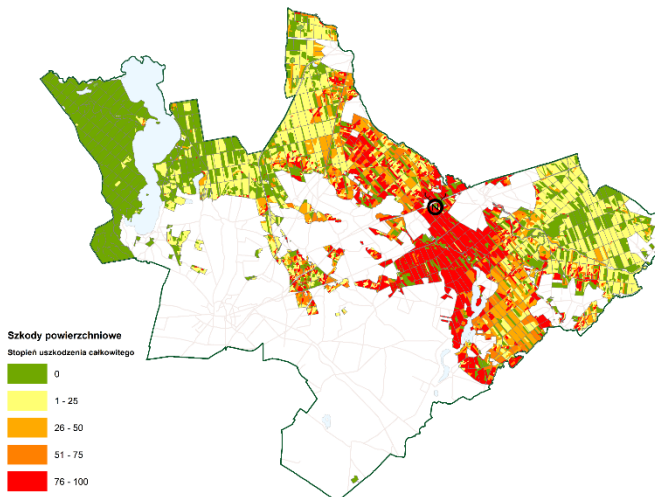 N
Szkody powierzchniowe
Stopień uszkodzenia całkowitego
0
1 - 25
26 - 50
51 - 75
76 - 100